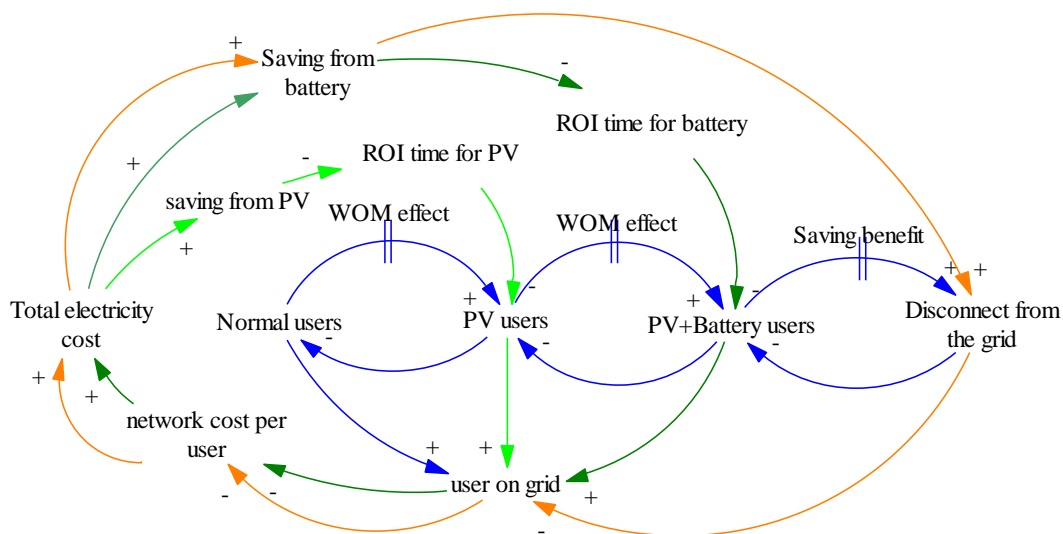 +
Saving from
battery
-
ROI time for battery
-
ROI time for PV
+
saving from PV
WOM effect
WOM effect
Saving benefit
+
+
+
Total electricity
cost
Normal users
+
-
PV users
-
+
-
PV+Battery users
-
-
Disconnect from
the grid
-
+
+
network cost per
user
+
+
user on grid
+
-
-
-